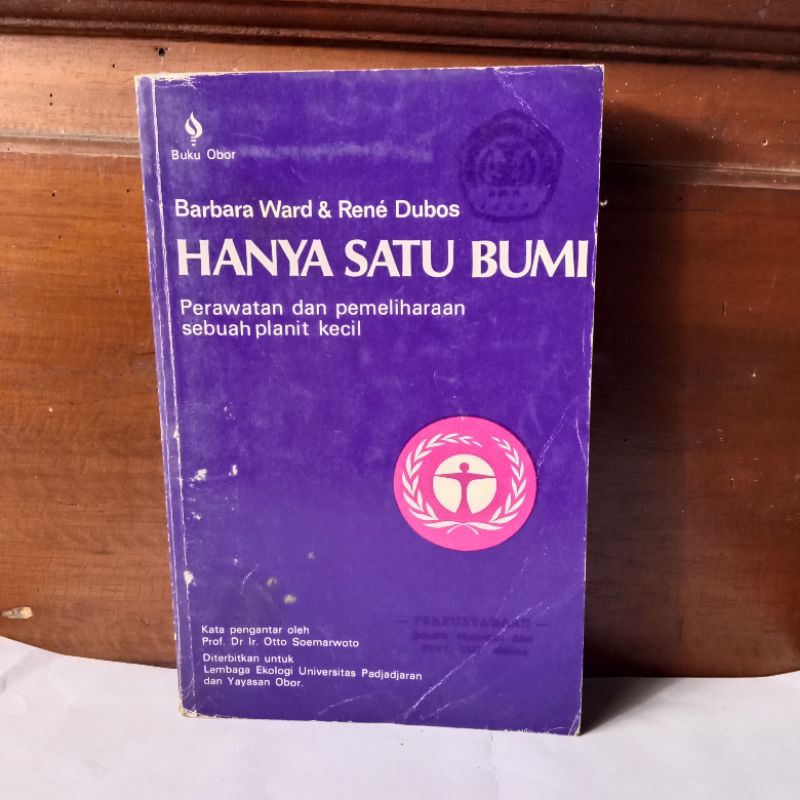 Buku Obor
Barbara Ward & René Dubos
HANYA SATU BUMI
Perawatan dan pemeliharaan
sebuah planit kecil
— PERPUSTAKAAN —
Kata pengantar oleh
Prof. Dr Ir. Otto Soemarwoto
Diterbitkan untuk
Lembaga Ekologi Universitas Padjadjaran
dan Yayasan Obor.